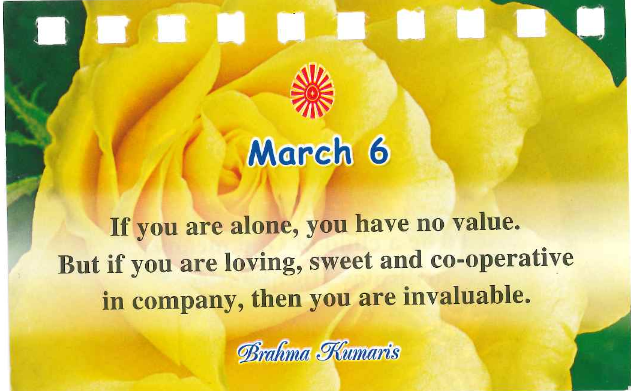 March 6
If you are alone, you have no value.
But if you are loving, sweet and co-operative
in company, then you are invaluable.
Brahma Kumaris